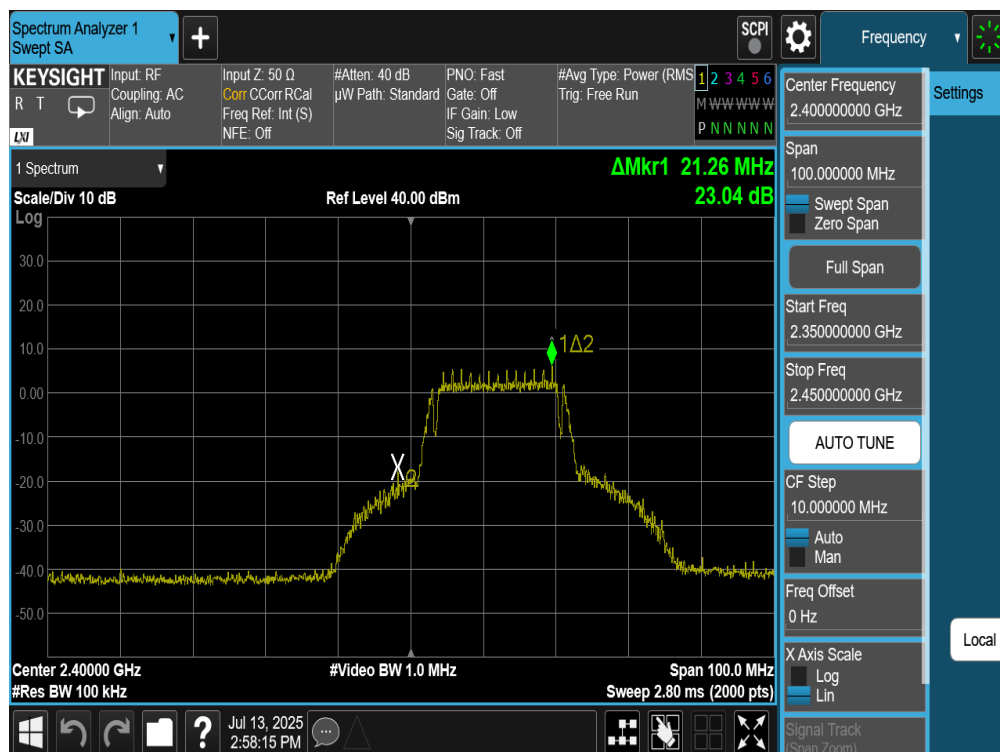 Spectrum Analyzer 1
Swept SA
+
SCPI
Frequency
KEYSIGHT
R T
LXI
Input: RF
Coupling: AC
Align: Auto
Input Z: 50 Ω
Corr CCorr RCal
Freq Ref: Int (S)
NFE: Off
#Atten: 40 dB
µW Path: Standard
PNO: Fast
Gate: Off
IF Gain: Low
Sig Track: Off
#Avg Type: Power (RMS
Trig: Free Run
1 2 3 4 5 6
M W W W W W
P N N N N N
1 Spectrum
Scale/Div 10 dB
Log
Ref Level 40.00 dBm
ΔMkr1 21.26 MHz
23.04 dB
30.0
20.0
10.0
0.00
-10.0
-20.0
-30.0
-40.0
-50.0
1Δ2
X
2
Center 2.40000 GHz
#Res BW 100 kHz
#Video BW 1.0 MHz
Span 100.0 MHz
Sweep 2.80 ms (2000 pts)
Center Frequency
2.400000000 GHz
Span
100.000000 MHz
Swept Span
Zero Span
Full Span
Start Freq
2.350000000 GHz
Stop Freq
2.450000000 GHz
AUTO TUNE
CF Step
10.000000 MHz
Auto
Man
Freq Offset
0 Hz
X Axis Scale
Log
Lin
Signal Track
(Span Zoom)
Settings
Local
?
Jul 13, 2025
2:58:15 PM